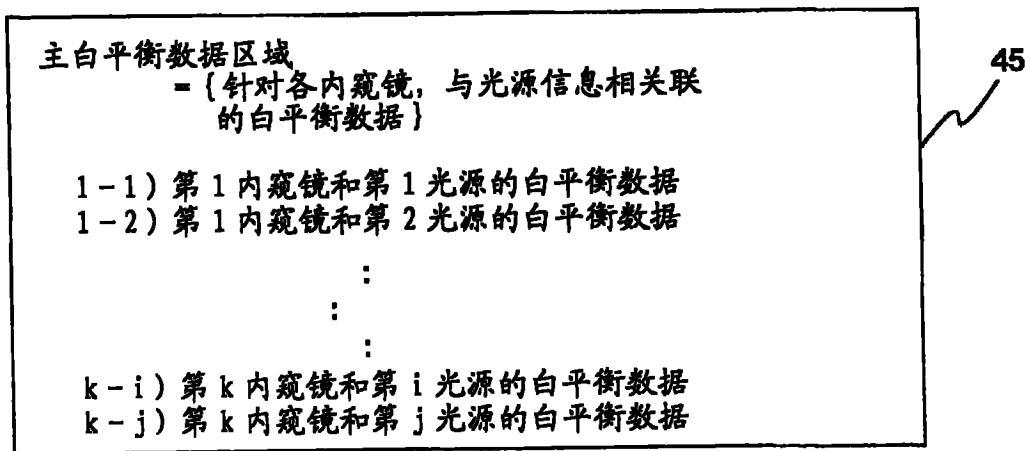 主白平衡数据区域
={针对各内窥镜,与光源信息相关联
的白平衡数据}
45
1-1)第1内窥镜和第1光源的白平衡数据
1-2)第1内窥镜和第2光源的白平衡数据
:
:
:
k-i)第k内窥镜和第i光源的白平衡数据
k-j)第k内窥镜和第j光源的白平衡数据